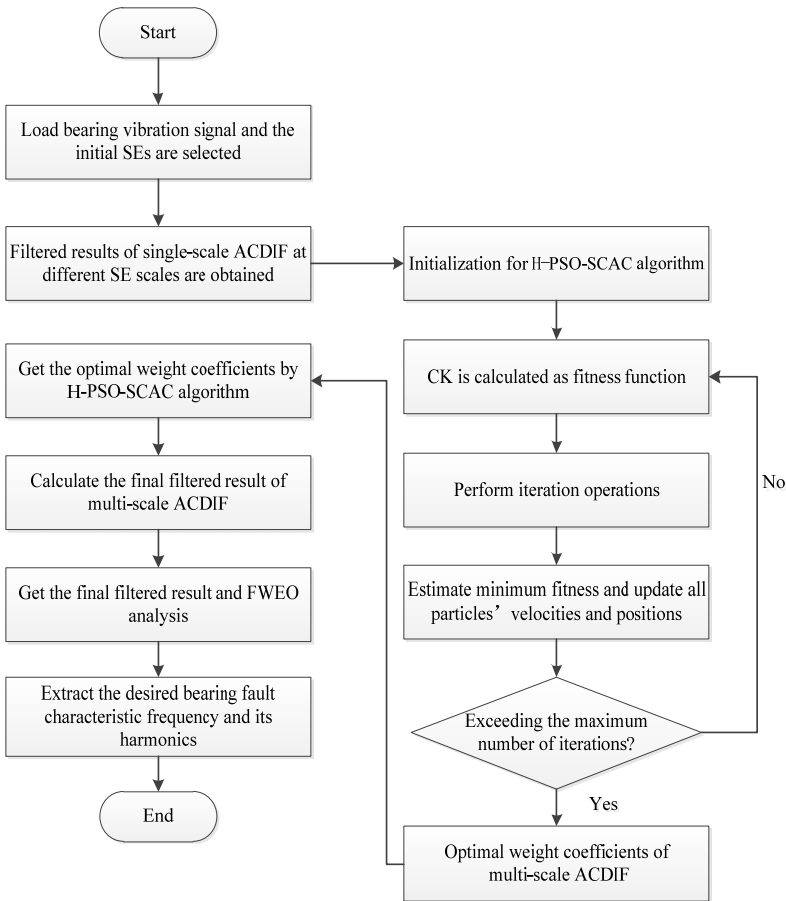 Start
Load bearing vibration signal and the
initial SEs are selected
Filtered results of single-scale ACDIF at
different SE scales are obtained
Initialization for H-PSO-SCAC algorithm
CK is calculated as fitness function
Perform iteration operations
Estimate minimum fitness and update all
particles’ velocities and positions
Exceeding the maximum
number of iterations?
No
Yes
Optimal weight coefficients of
multi-scale ACDIF
Get the optimal weight coefficients by
H-PSO-SCAC algorithm
Calculate the final filtered result of
multi-scale ACDIF
Get the final filtered result and FWEO
analysis
Extract the desired bearing fault
characteristic frequency and its
harmonics
End